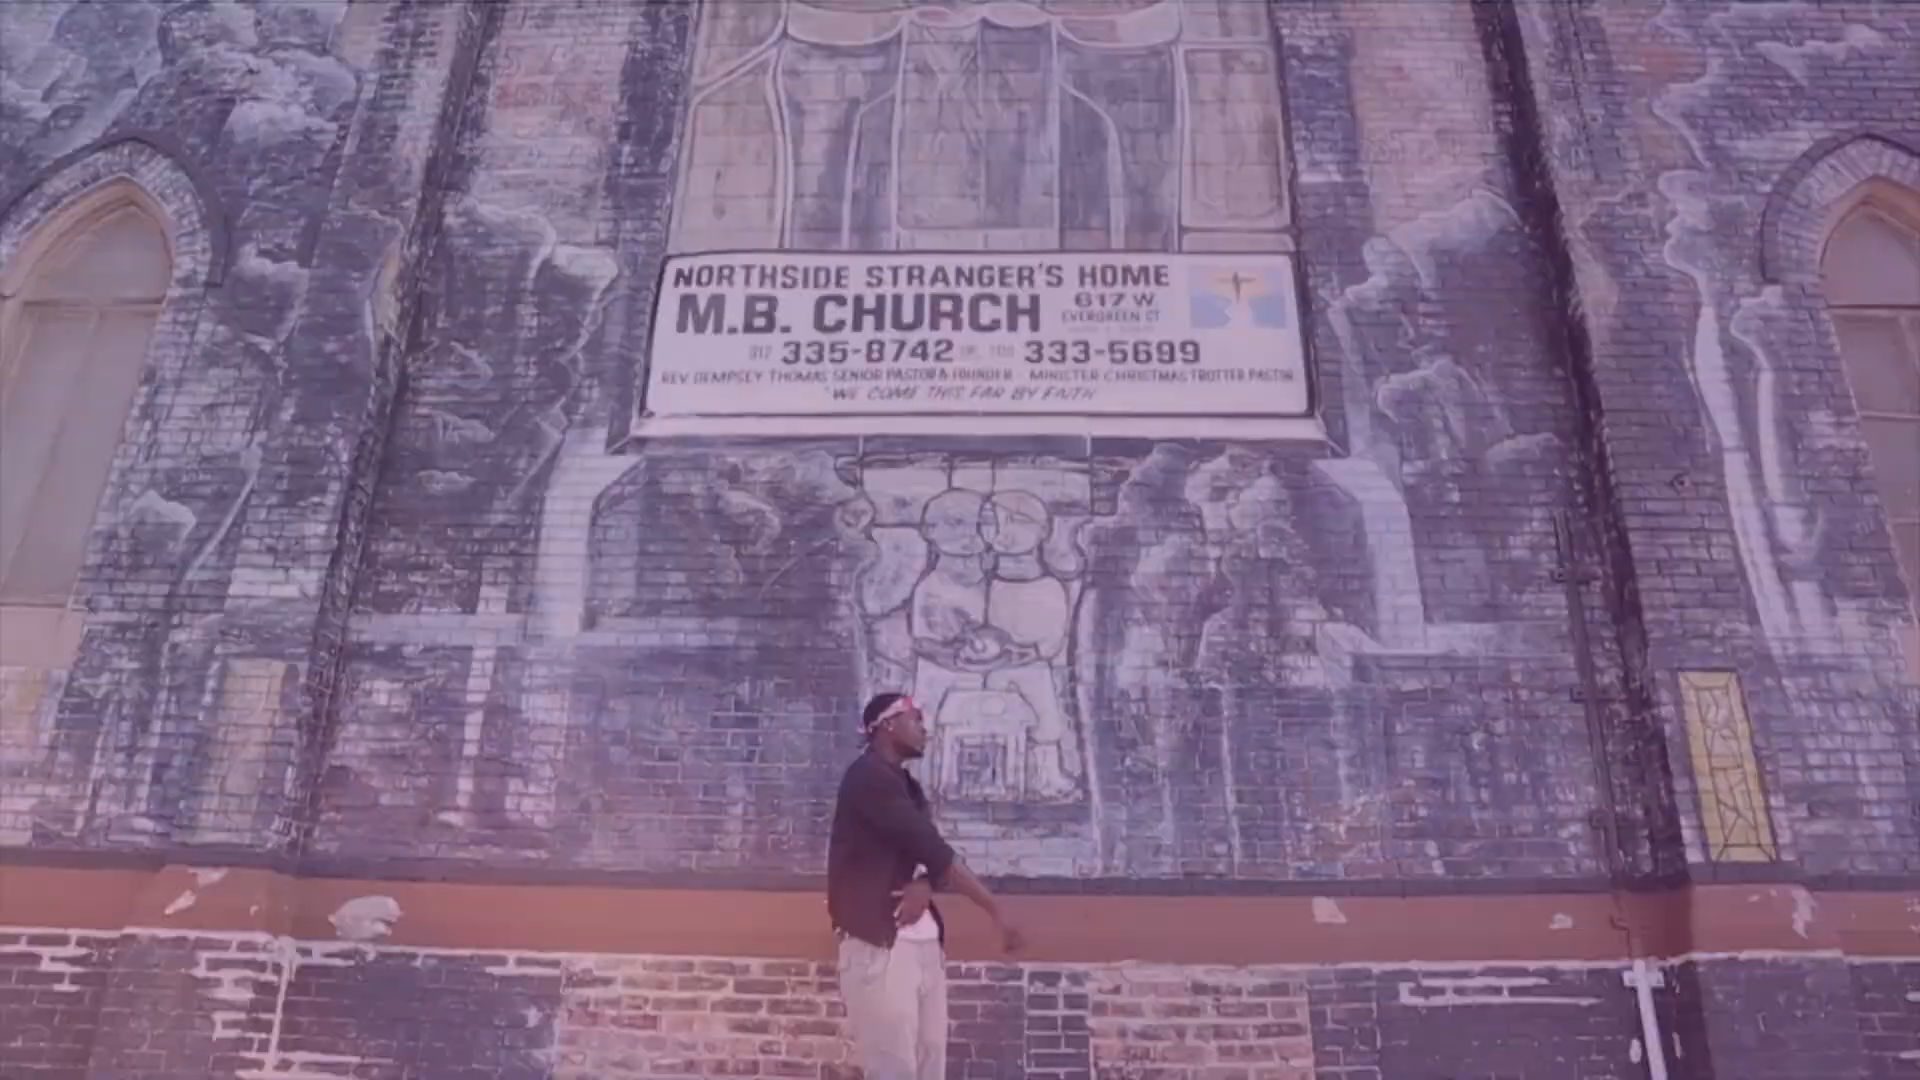 NORTHSIDE STRANGER'S HOME
M.B. CHURCH 617 W
EVERGREEN CT
335-8742 333-5699
REV. DEMPSEY THOMAS SENIOR PASTOR & FOUNDER - MINISTER CHRISTMAS TROTTER PASTOR
"WE COME THIS FAR BY FAITH